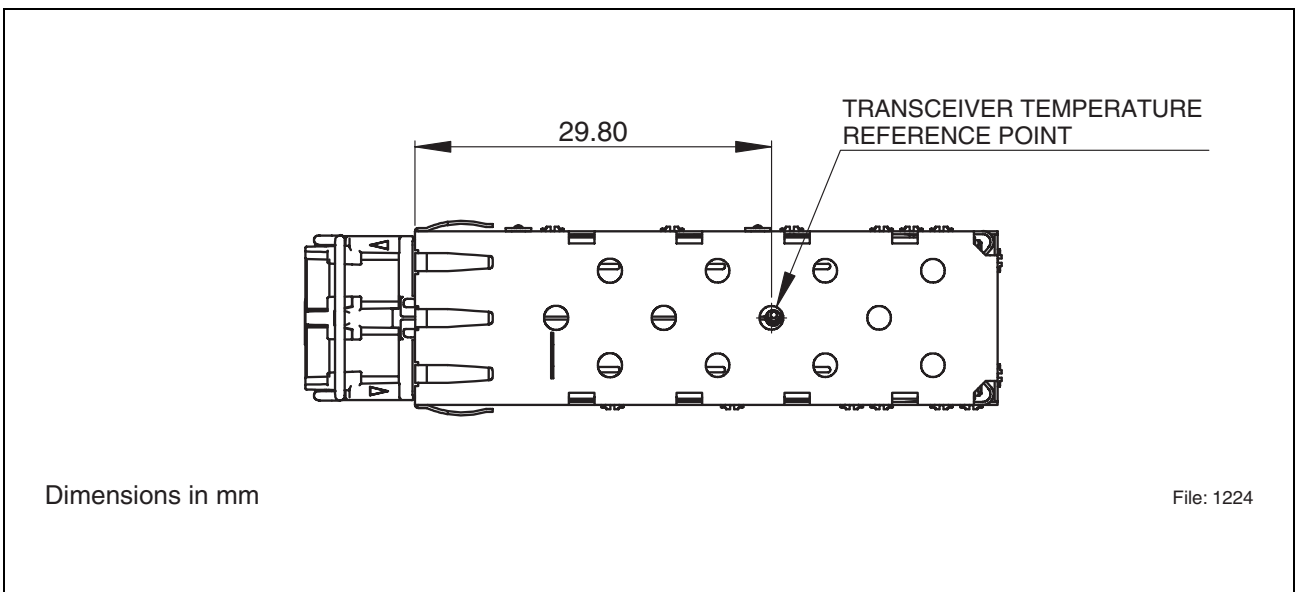 TRANSCEIVER TEMPERATURE
REFERENCE POINT
29.80
Dimensions in mm
File: 1224